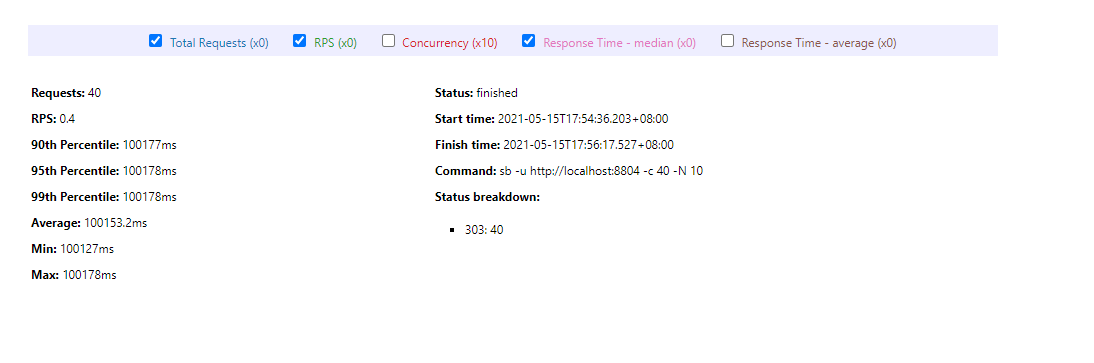 Total Requests (x0) RPS (x0) Concurrency (x10) Response Time - median (x0) Response Time - average (x0)
Requests: 40
RPS: 0.4
90th Percentile: 100177ms
95th Percentile: 100178ms
99th Percentile: 100178ms
Average: 100153.2ms
Min: 100127ms
Max: 100178ms
Status: finished
Start time: 2021-05-15T17:54:36.203+08:00
Finish time: 2021-05-15T17:56:17.527+08:00
Command: sb -u http://localhost:8804 -c 40 -N 10
Status breakdown:
303: 40